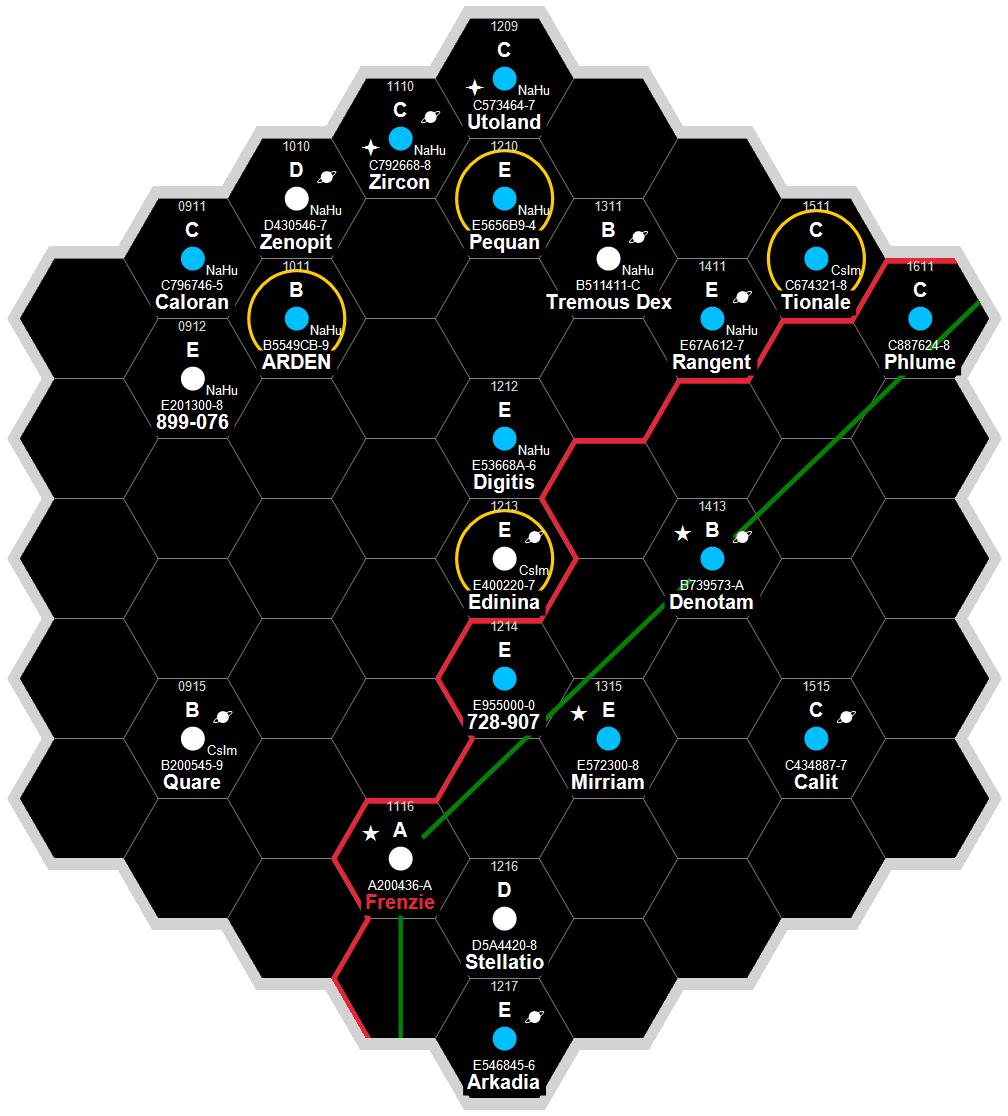 1209
C
NaHu
C573464-7
Utoland
1110
C
NaHu
C792668-8
Zircon
1010
D
NaHu
D430546-7
Zenopit
1210
E
NaHu
E5656B9-4
Pequan
0911
C
NaHu
C796746-5
Caloran
1311
B
NaHu
B511411-C
Tremous Dex
1511
C
CsIm
C674321-8
Tionale
1011
B
NaHu
B5549CB-9
ARDEN
1411
E
NaHu
E67A612-7
Rangent
1611
C
C887624-8
Phlume
0912
E
NaHu
E201300-8
899-076
1212
E
NaHu
E53668A-6
Digitis
1213
E
CsIm
E400220-7
Edinina
1413
B
B739573-A
Denotam
1214
E
E955000-0
728-907
0915
B
CsIm
B200545-9
Quare
1315
E
E572300-8
Mirriam
1515
C
C434887-7
Calit
1116
A
A200436-A
Frenzie
1216
D
D5A4420-8
Stellatio
1217
E
E546845-6
Arkadia